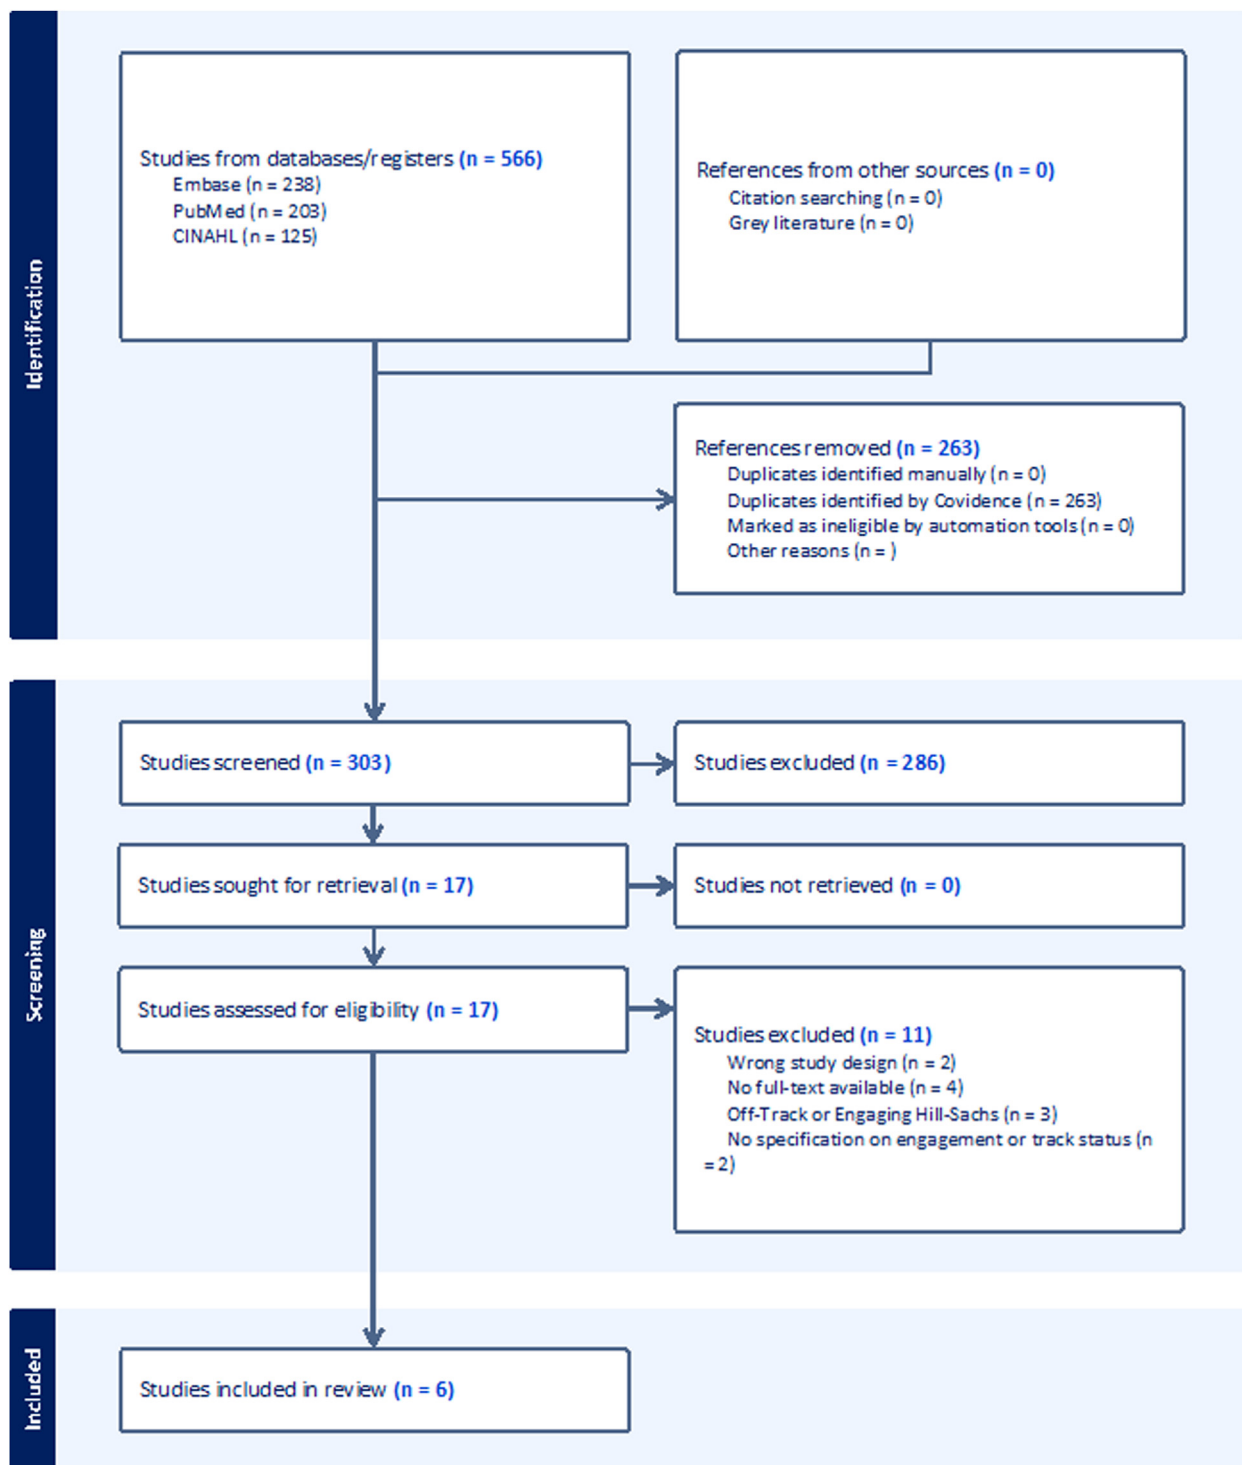 Identification
Studies from databases/registers (n = 566)
Embase (n = 238)
PubMed (n = 203)
CINAHL (n = 125)
References from other sources (n = 0)
Citation searching (n = 0)
Grey literature (n = 0)
References removed (n = 263)
Duplicates identified manually (n = 0)
Duplicates identified by Covidence (n = 263)
Marked as ineligible by automation tools (n = 0)
Other reasons (n = )
Screening
Studies screened (n = 303)
Studies excluded (n = 286)
Studies sought for retrieval (n = 17)
Studies not retrieved (n = 0)
Studies assessed for eligibility (n = 17)
Studies excluded (n = 11)
Wrong study design (n = 2)
No full-text available (n = 4)
Off-Track or Engaging Hill-Sachs (n = 3)
No specification on engagement or track status (n
= 2)
Included
Studies included in review (n = 6)